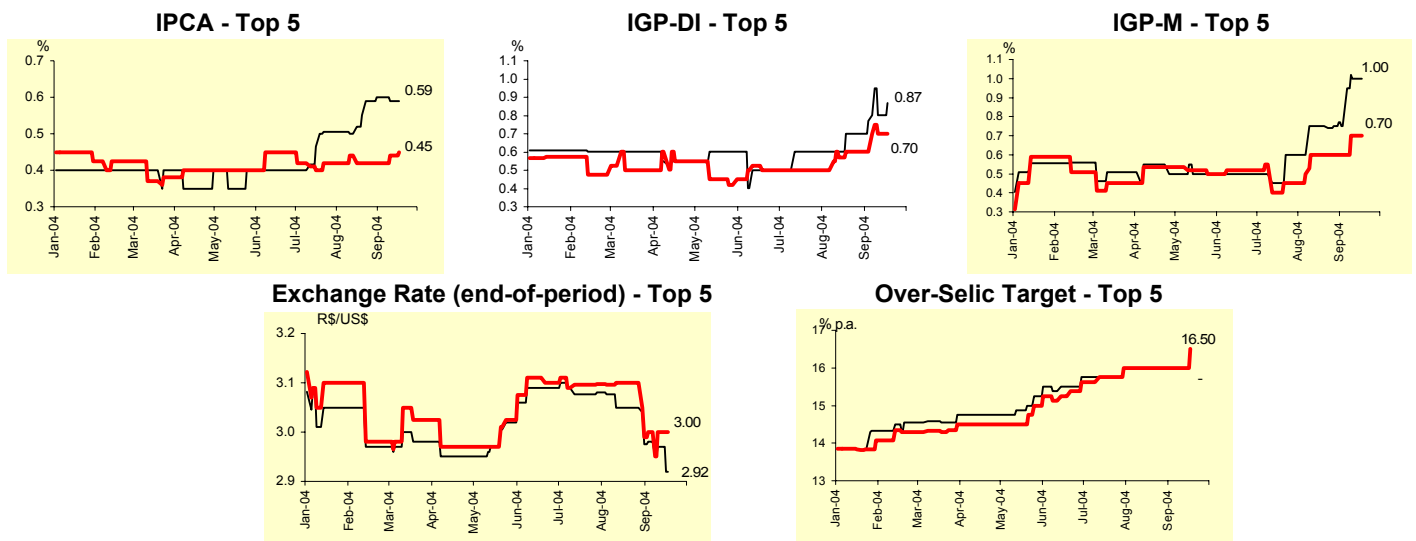 IPCA - Top 5
%
0.7
0.6
0.5
0.4
0.3
0.59
0.45
Jan-04
Feb-04
Mar-04
Apr-04
May-04
Jun-04
Jul-04
Aug-04
Sep-04
IGP-DI - Top 5
%
1.1
1.0
0.9
0.8
0.7
0.6
0.5
0.4
0.3
0.87
0.70
Jan-04
Feb-04
Mar-04
Apr-04
May-04
Jun-04
Jul-04
Aug-04
Sep-04
IGP-M - Top 5
%
1.1
1.0
0.9
0.8
0.7
0.6
0.5
0.4
0.3
1.00
0.70
Jan-04
Feb-04
Mar-04
Apr-04
May-04
Jun-04
Jul-04
Aug-04
Sep-04
Exchange Rate (end-of-period) - Top 5
R$/US$
3.2
3.1
3.0
2.9
3.00
2.92
Jan-04
Feb-04
Mar-04
Apr-04
May-04
Jun-04
Jul-04
Aug-04
Sep-04
Over-Selic Target - Top 5
% p.a.
17
16
15
14
13
16.50
-
Jan-04
Feb-04
Mar-04
Apr-04
May-04
Jun-04
Jul-04
Aug-04
Sep-04